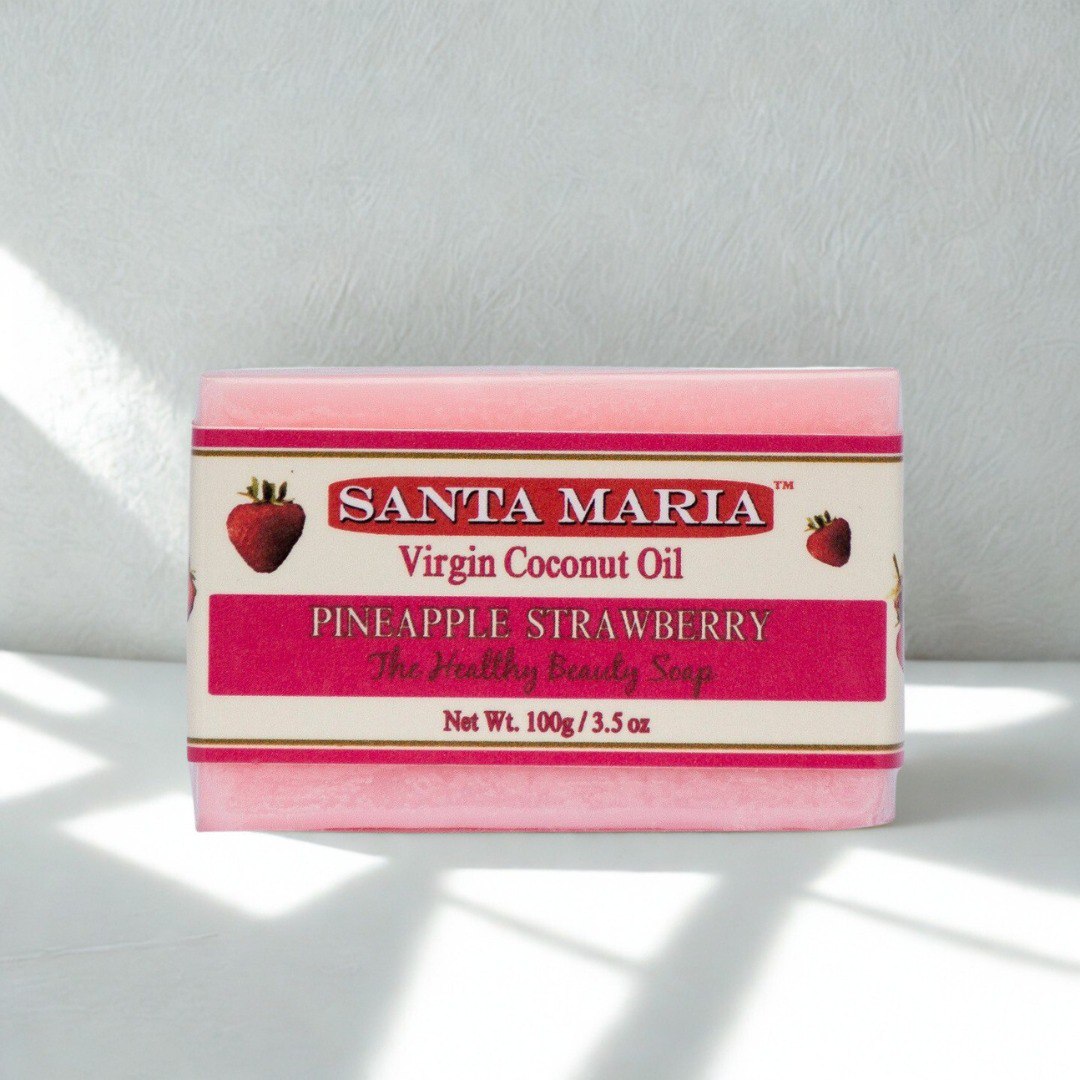 SANTA MARIA™
Virgin Coconut Oil
PINEAPPLE STRAWBERRY
The Healthy Beauty Soap
Net Wt. 100g / 3.5 oz